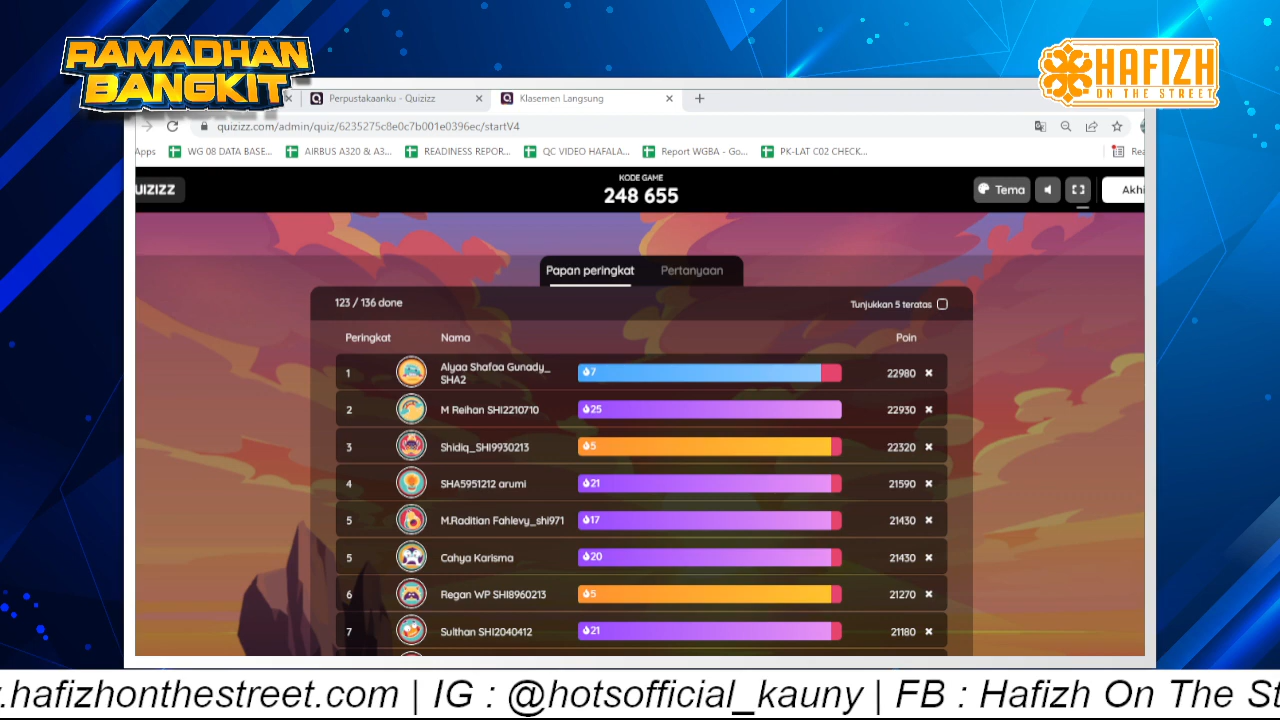 RAMADHAN
BANGKIT
HAFIZH
ON THE STREET
Perpustakaanku - Quizizz
Klasemen Langsung
quizizz.com/admin/quiz/6235275c8e0c7b001e0396ec/startV4
Apps WG 08 DATA BASE... AIRBUS A320 & A3... READINESS REPOR... QC VIDEO HAFALA... Report WGBA - Go... PK-LAT C02 CHECK... Rea
UIZIZZ
KODE GAME
248 655
Tema
Akhi
Papan peringkat Pertanyaan
123 / 136 done Tunjukkan 5 teratas
Peringkat Nama Poin
1 Alyaa Shafaa Gunady_ SHA2 7 22980
2 M Reihan SHI2210710 25 22930
3 Shidiq_SHI9930213 5 22320
4 SHA5951212 arumi 21 21590
5 M.Raditian Fahlevy_shi971 17 21430
5 Cahya Karisma 20 21430
6 Regan WP SHI8960213 5 21270
7 Sulthan SHI2040412 21 21180
.hafizhonthestreet.com | IG : @hotsofficial_kauny | FB : Hafizh On The St